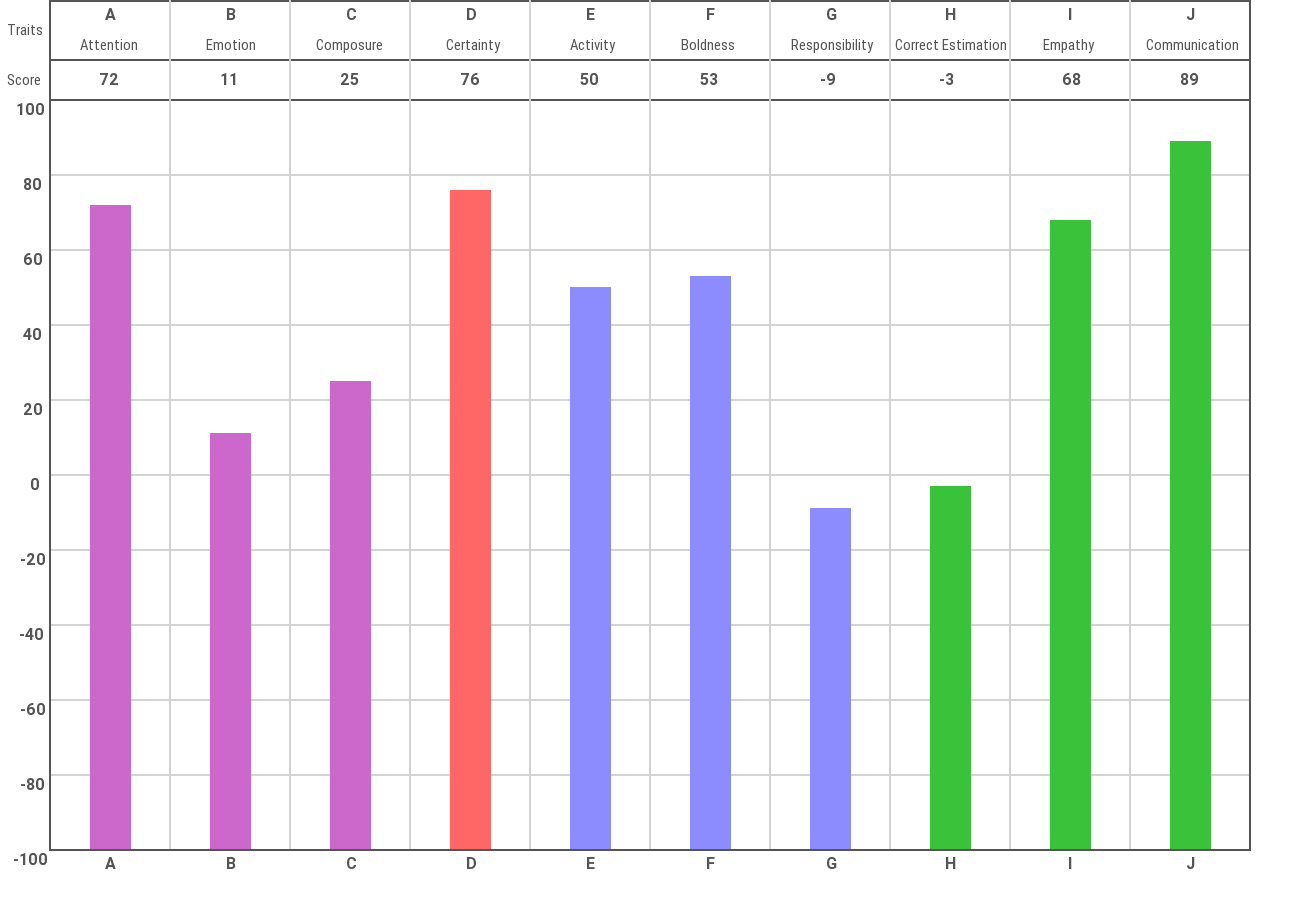 A B C D E F G H I J
Traits
Attention Emotion Composure Certainty Activity Boldness Responsibility Correct Estimation Empathy Communication
Score 72 11 25 76 50 53 -9 -3 68 89
100
80
60
40
20
0
-20
-40
-60
-80
-100
A B C D E F G H I J